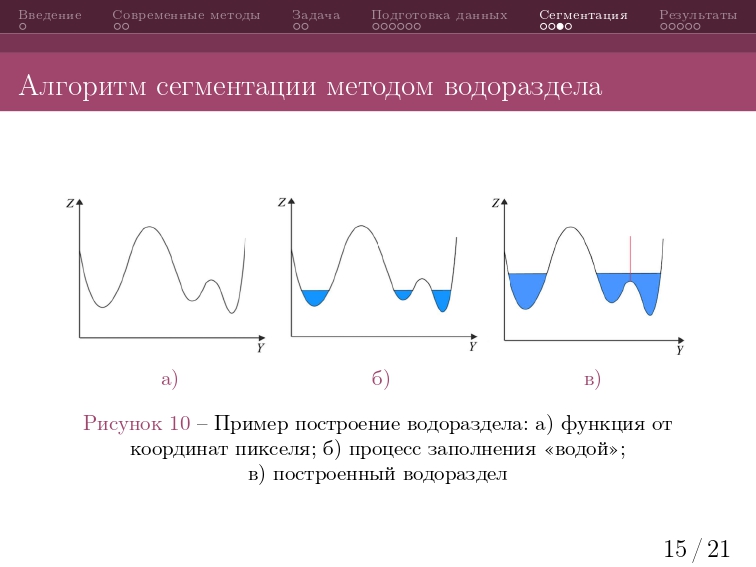 Введение Современные методы Задача Подготовка данных Сегментация Результаты
Алгоритм сегментации методом водораздела
Z Z Z
Y Y Y
а) б) в)
Рисунок 10 – Пример построение водораздела: а) функция от
координат пикселя; б) процесс заполнения «водой»;
в) построенный водораздел
15 / 21